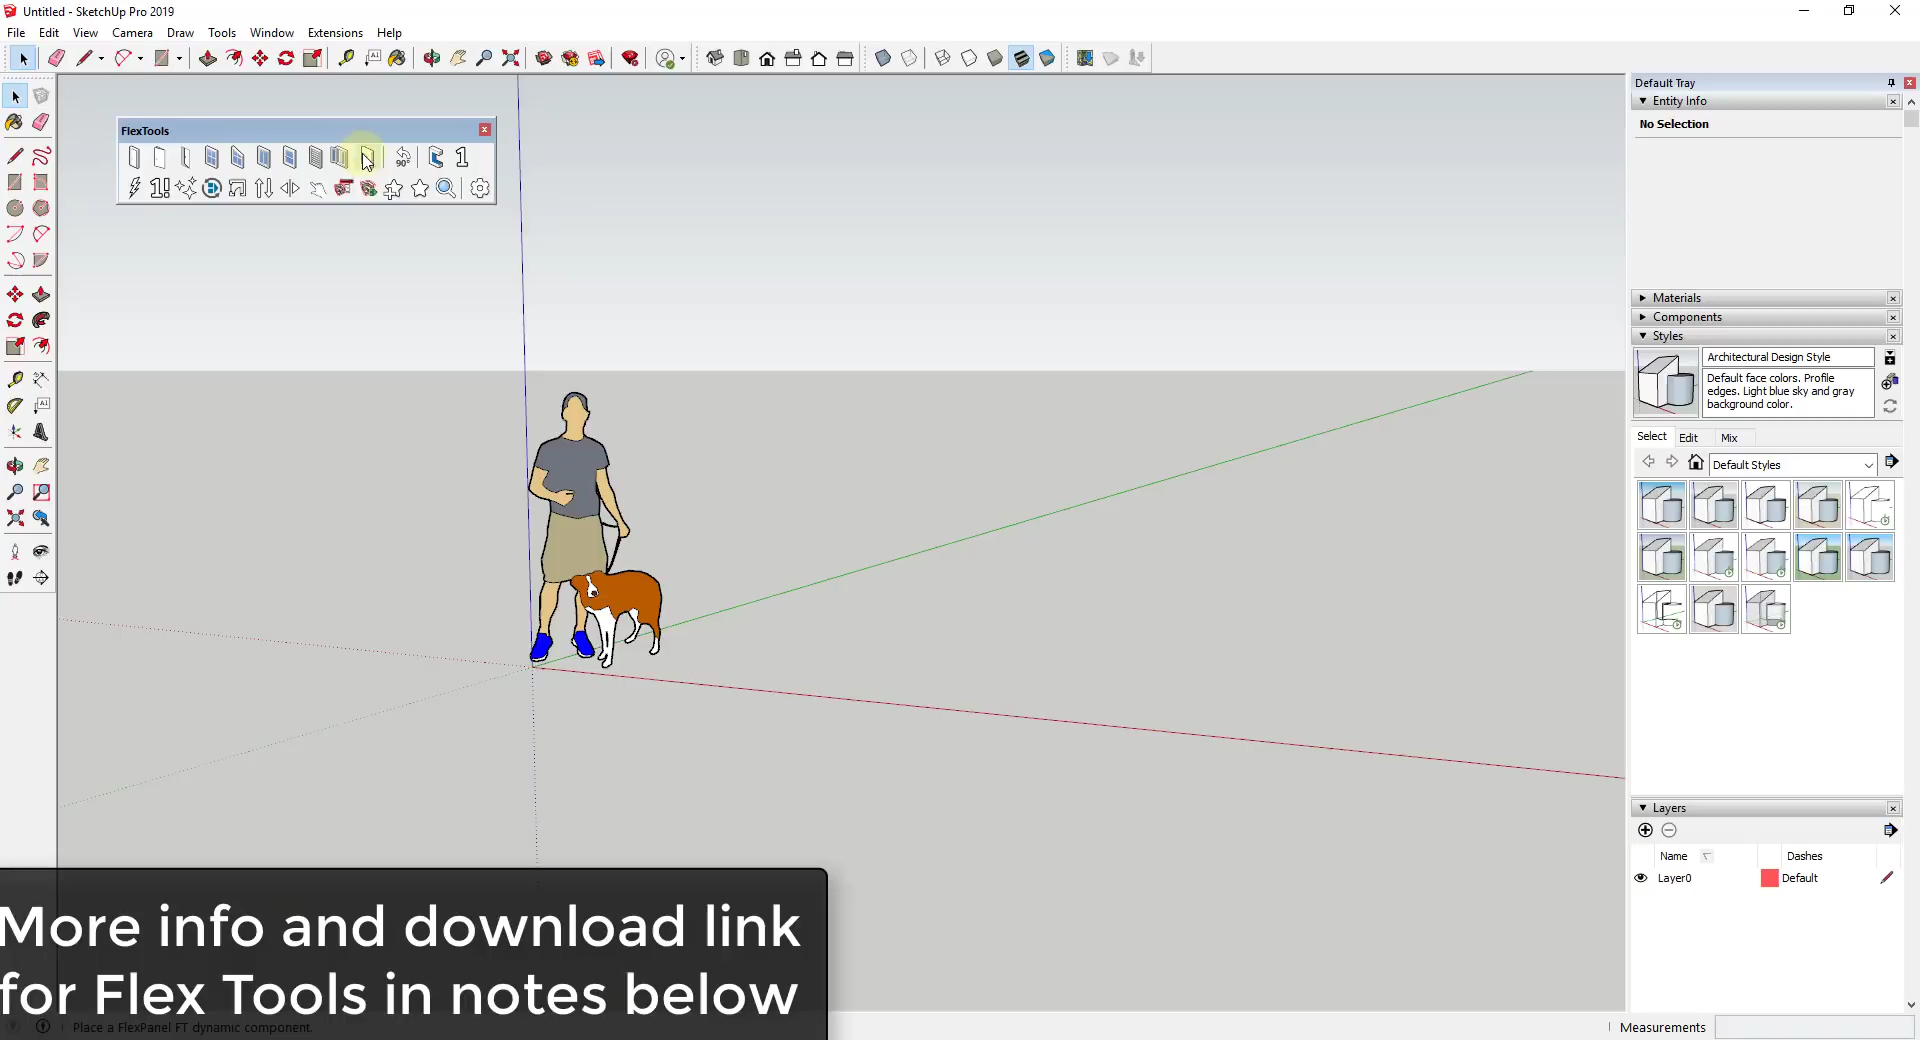 Untitled - SketchUp Pro 2019
File Edit View Camera Draw Tools Window Extensions Help
FlexTools
90°
1
1!
Default Tray
Entity Info
No Selection
Materials
Components
Styles
Architectural Design Style
Default face colors. Profile
edges. Light blue sky and gray
background color.
Select Edit Mix
Default Styles
Layers
Name Dashes
Layer0 Default
More info and download link
for Flex Tools in notes below
Place a FlexPanel FT dynamic component.
Measurements